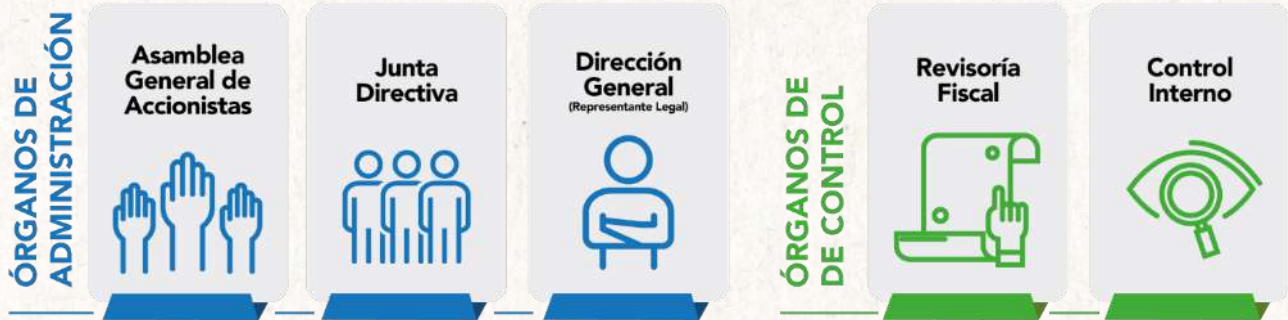 ÓRGANOS DE
ADMINISTRACIÓN
Asamblea
General de
Accionistas
Junta
Directiva
Dirección
General
(Representante Legal)
ÓRGANOS DE
DE CONTROL
Revisoría
Fiscal
Control
Interno